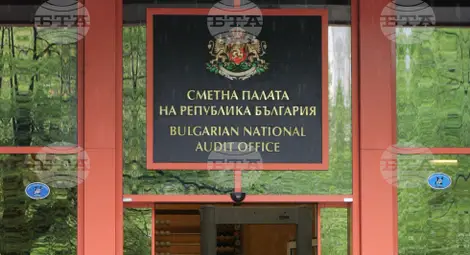 СМЕТНА ПАЛАТА
НА РЕПУБЛИКА БЪЛГАРИЯ
BULGARIAN NATIONAL
AUDIT OFFICE